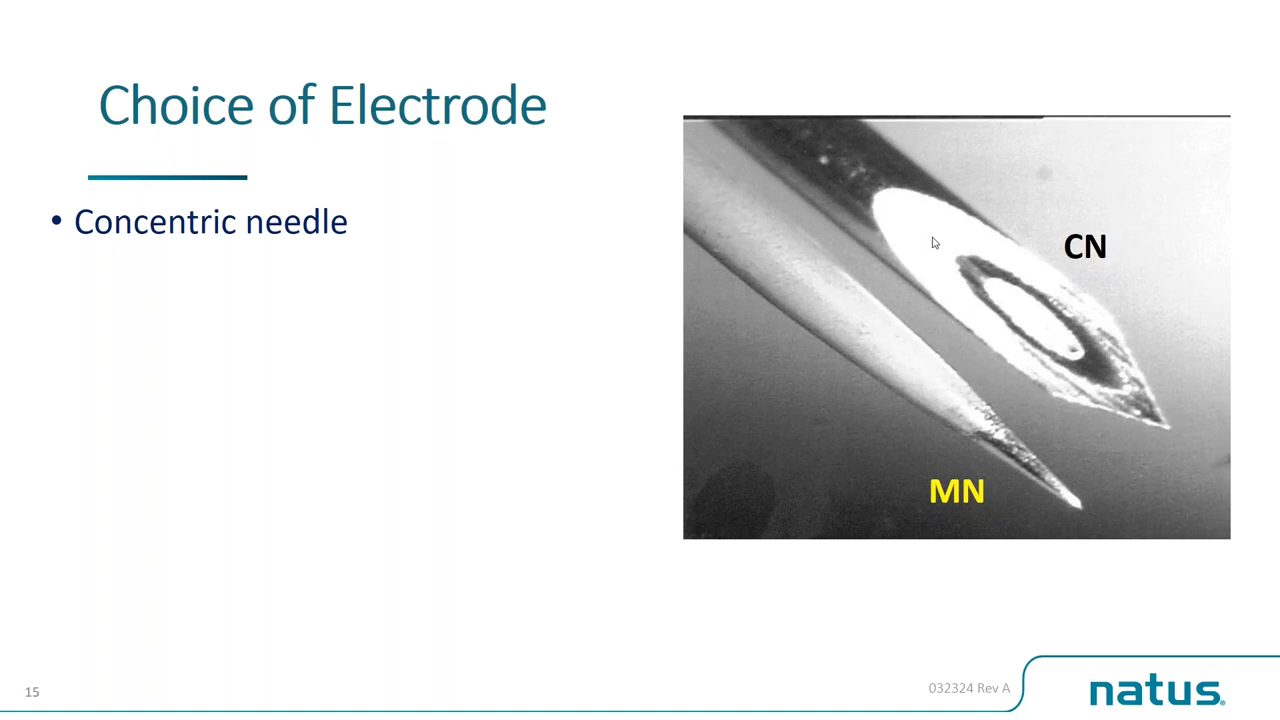 Choice of Electrode
• Concentric needle
CN
MN
15
032324 Rev A
natus.